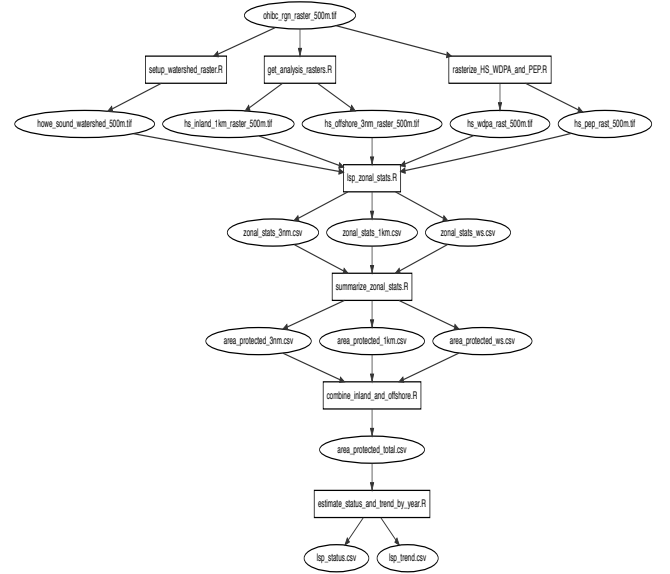 ohibc_rgn_raster_500m.tif
setup_watershed_raster.R
get_analysis_rasters.R
rasterize_HS_WDPA_and_PEP.R
howe_sound_watershed_500m.tif
hs_inland_1km_raster_500m.tif
hs_offshore_3nm_raster_500m.tif
hs_wdpa_rast_500m.tif
hs_pep_rast_500m.tif
lsp_zonal_stats.R
zonal_stats_3nm.csv
zonal_stats_1km.csv
zonal_stats_ws.csv
summarize_zonal_stats.R
area_protected_3nm.csv
area_protected_1km.csv
area_protected_ws.csv
combine_inland_and_offshore.R
area_protected_total.csv
estimate_status_and_trend_by_year.R
lsp_status.csv
lsp_trend.csv